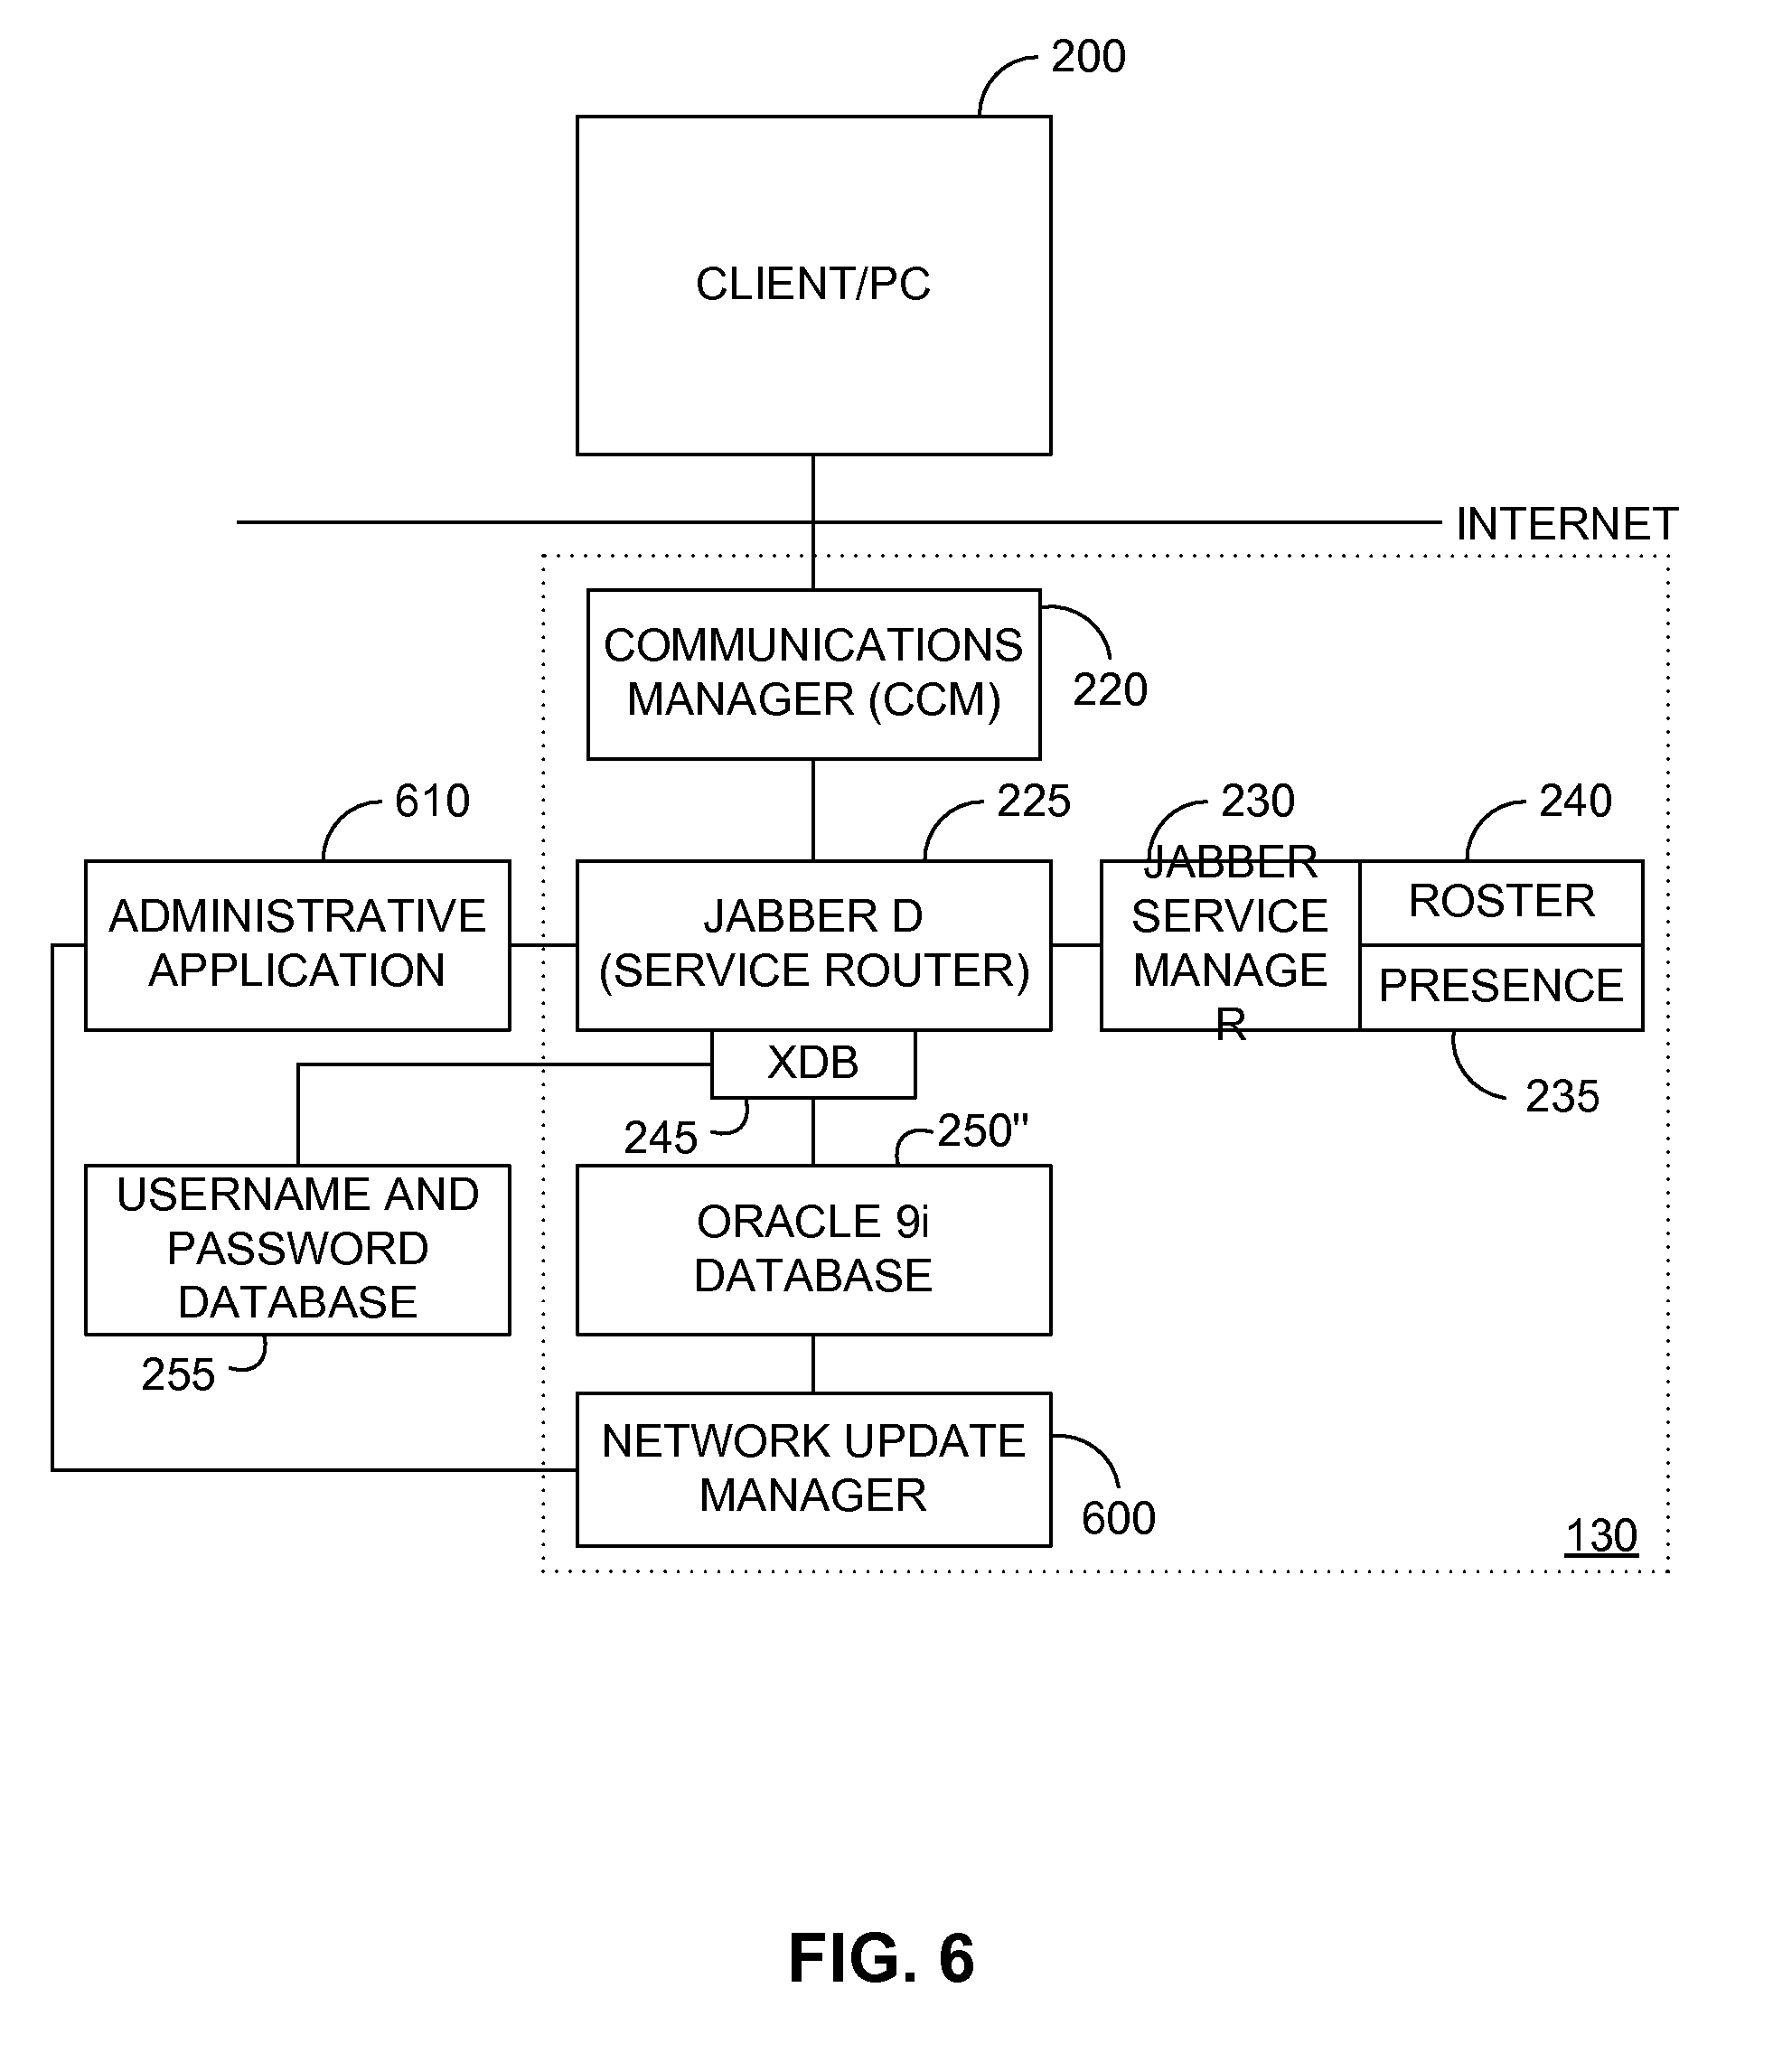 200
CLIENT/PC
INTERNET
COMMUNICATIONS
MANAGER (CCM)
220
610
225
230
240
ADMINISTRATIVE
APPLICATION
JABBER D
(SERVICE ROUTER)
JABBER
SERVICE
MANAGE
R
ROSTER
PRESENCE
XDB
235
245
250"
USERNAME AND
PASSWORD
DATABASE
ORACLE 9i
DATABASE
255
NETWORK UPDATE
MANAGER
600
130
FIG. 6